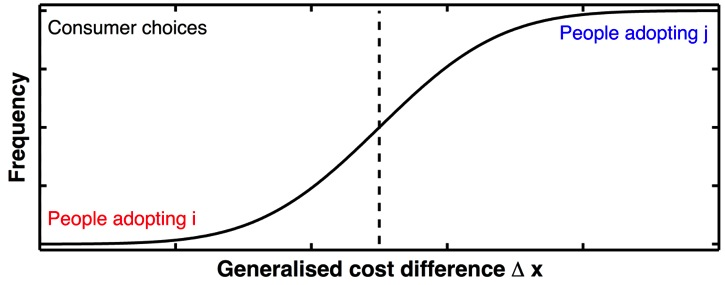 Consumer choices
People adopting j
Frequency
People adopting i
Generalised cost difference Δ x